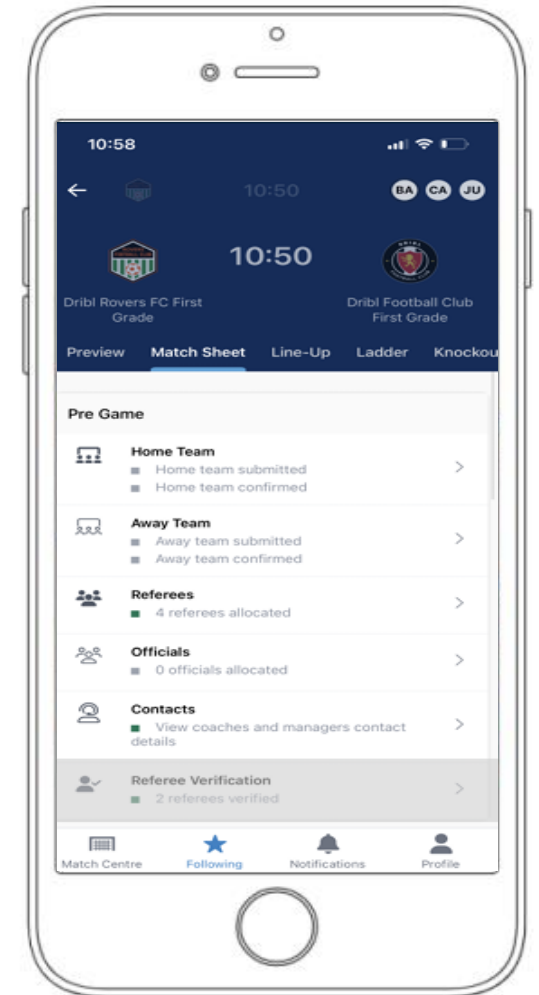 10:58
10:50
BA CA JU
10:50
Dribl Rovers FC First
Grade
Dribl Football Club
First Grade
Preview Match Sheet Line-Up Ladder Knockou
Pre Game
Home Team
Home team submitted
Home team confirmed
Away Team
Away team submitted
Away team confirmed
Referees
4 referees allocated
Officials
0 officials allocated
Contacts
View coaches and managers contact
details
Referee Verification
2 referees verified
Match Centre Following Notifications Profile